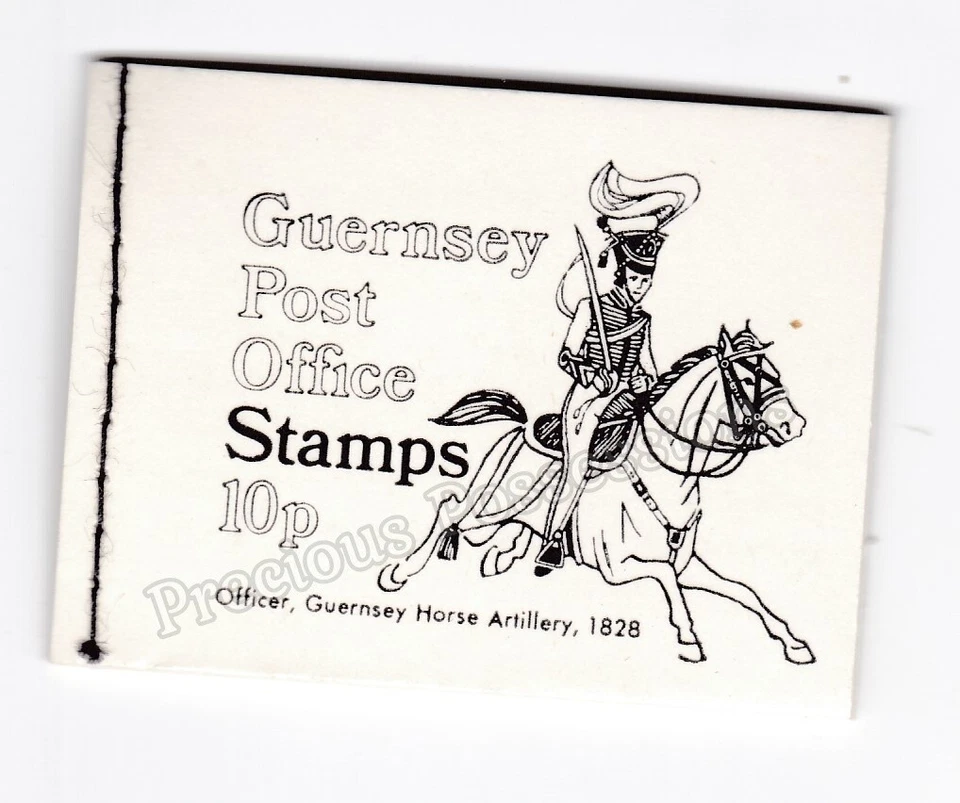 Guernsey
Post
Office
Stamps
10p
Officer, Guernsey Horse Artillery, 1828
Precious Possessions